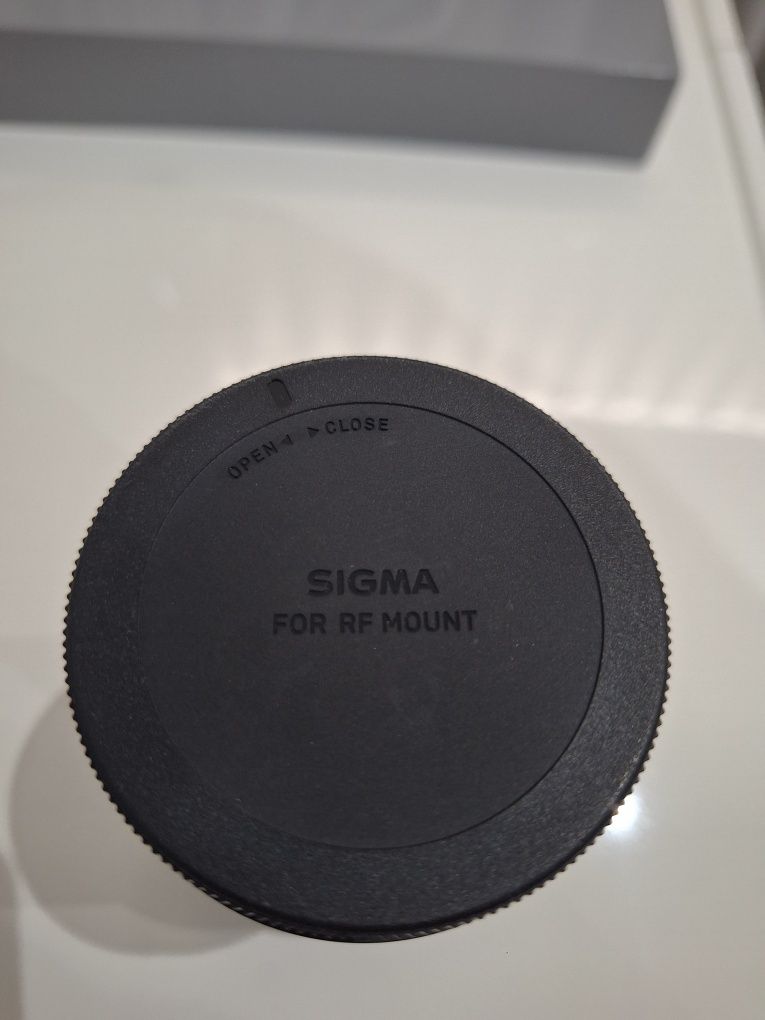 OPEN◄ ►CLOSE
SIGMA
FOR RF MOUNT